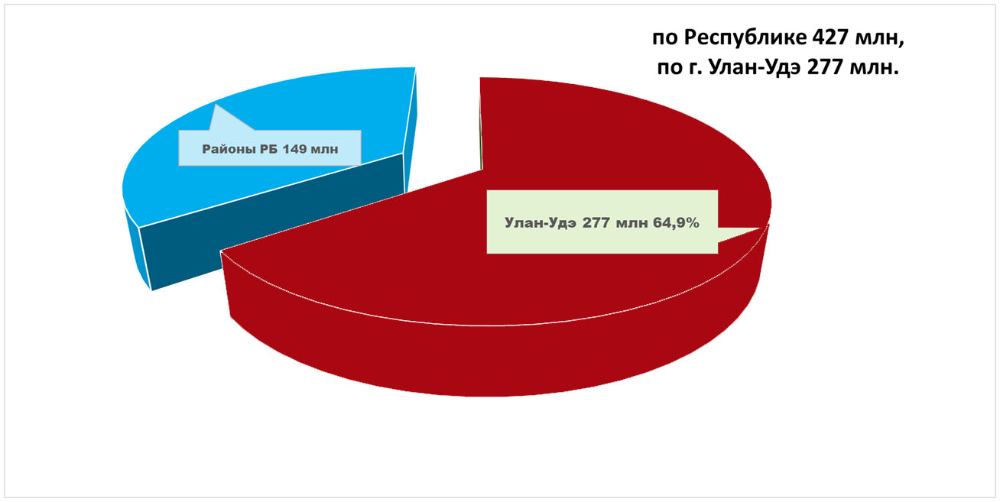 по Республике 427 млн,
по г. Улан-Удэ 277 млн.
Районы РБ 149 млн
Улан-Удэ 277 млн 64,9%